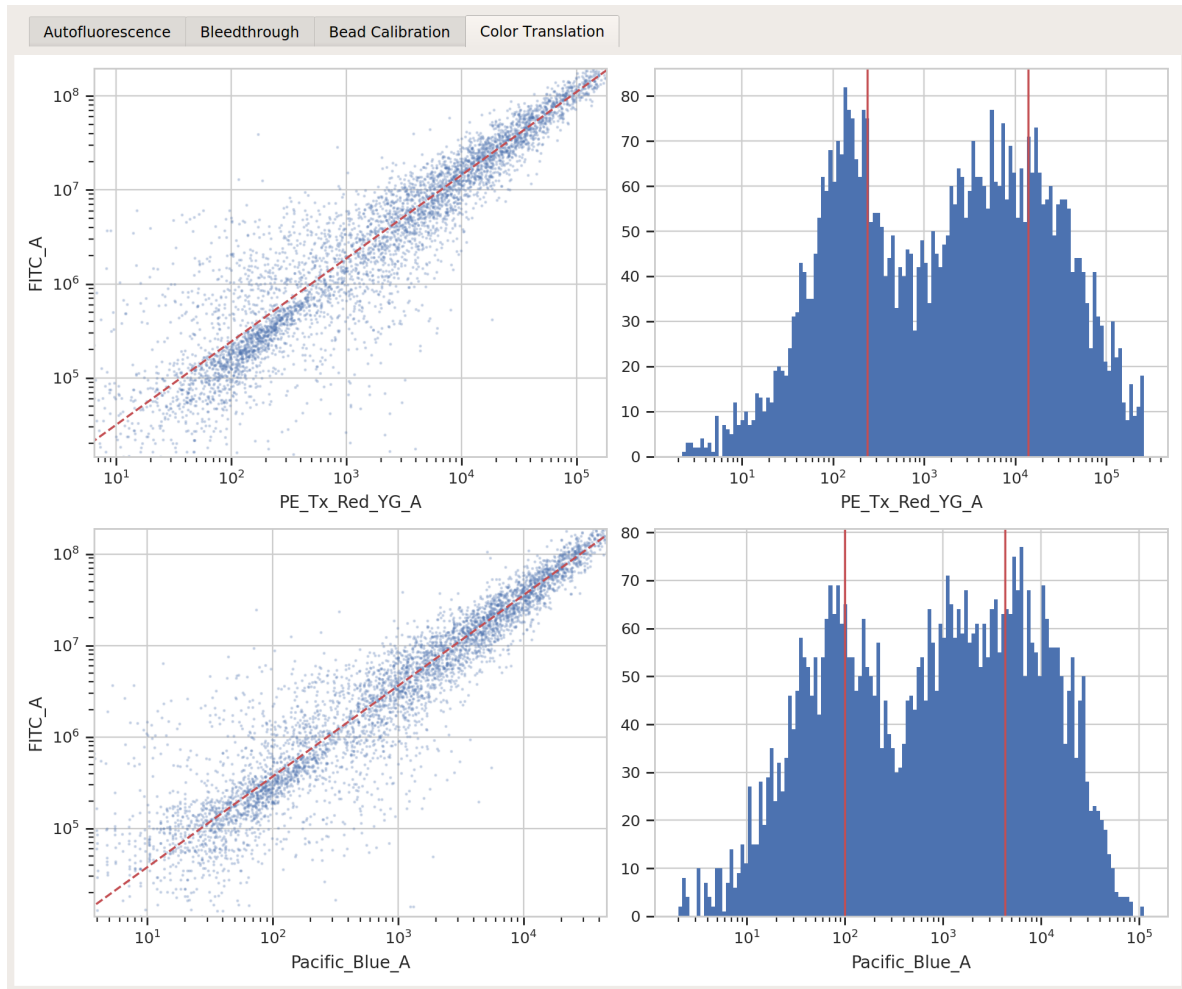 Autofluorescence Bleedthrough Bead Calibration Color Translation
10⁸
10⁷
10⁶
10⁵
FITC_A
10¹ 10² 10³ 10⁴ 10⁵
PE_Tx_Red_YG_A
80
70
60
50
40
30
20
10
0
10¹ 10² 10³ 10⁴ 10⁵
PE_Tx_Red_YG_A
10⁸
10⁷
10⁶
10⁵
FITC_A
10¹ 10² 10³ 10⁴
Pacific_Blue_A
80
70
60
50
40
30
20
10
0
10¹ 10² 10³ 10⁴ 10⁵
Pacific_Blue_A